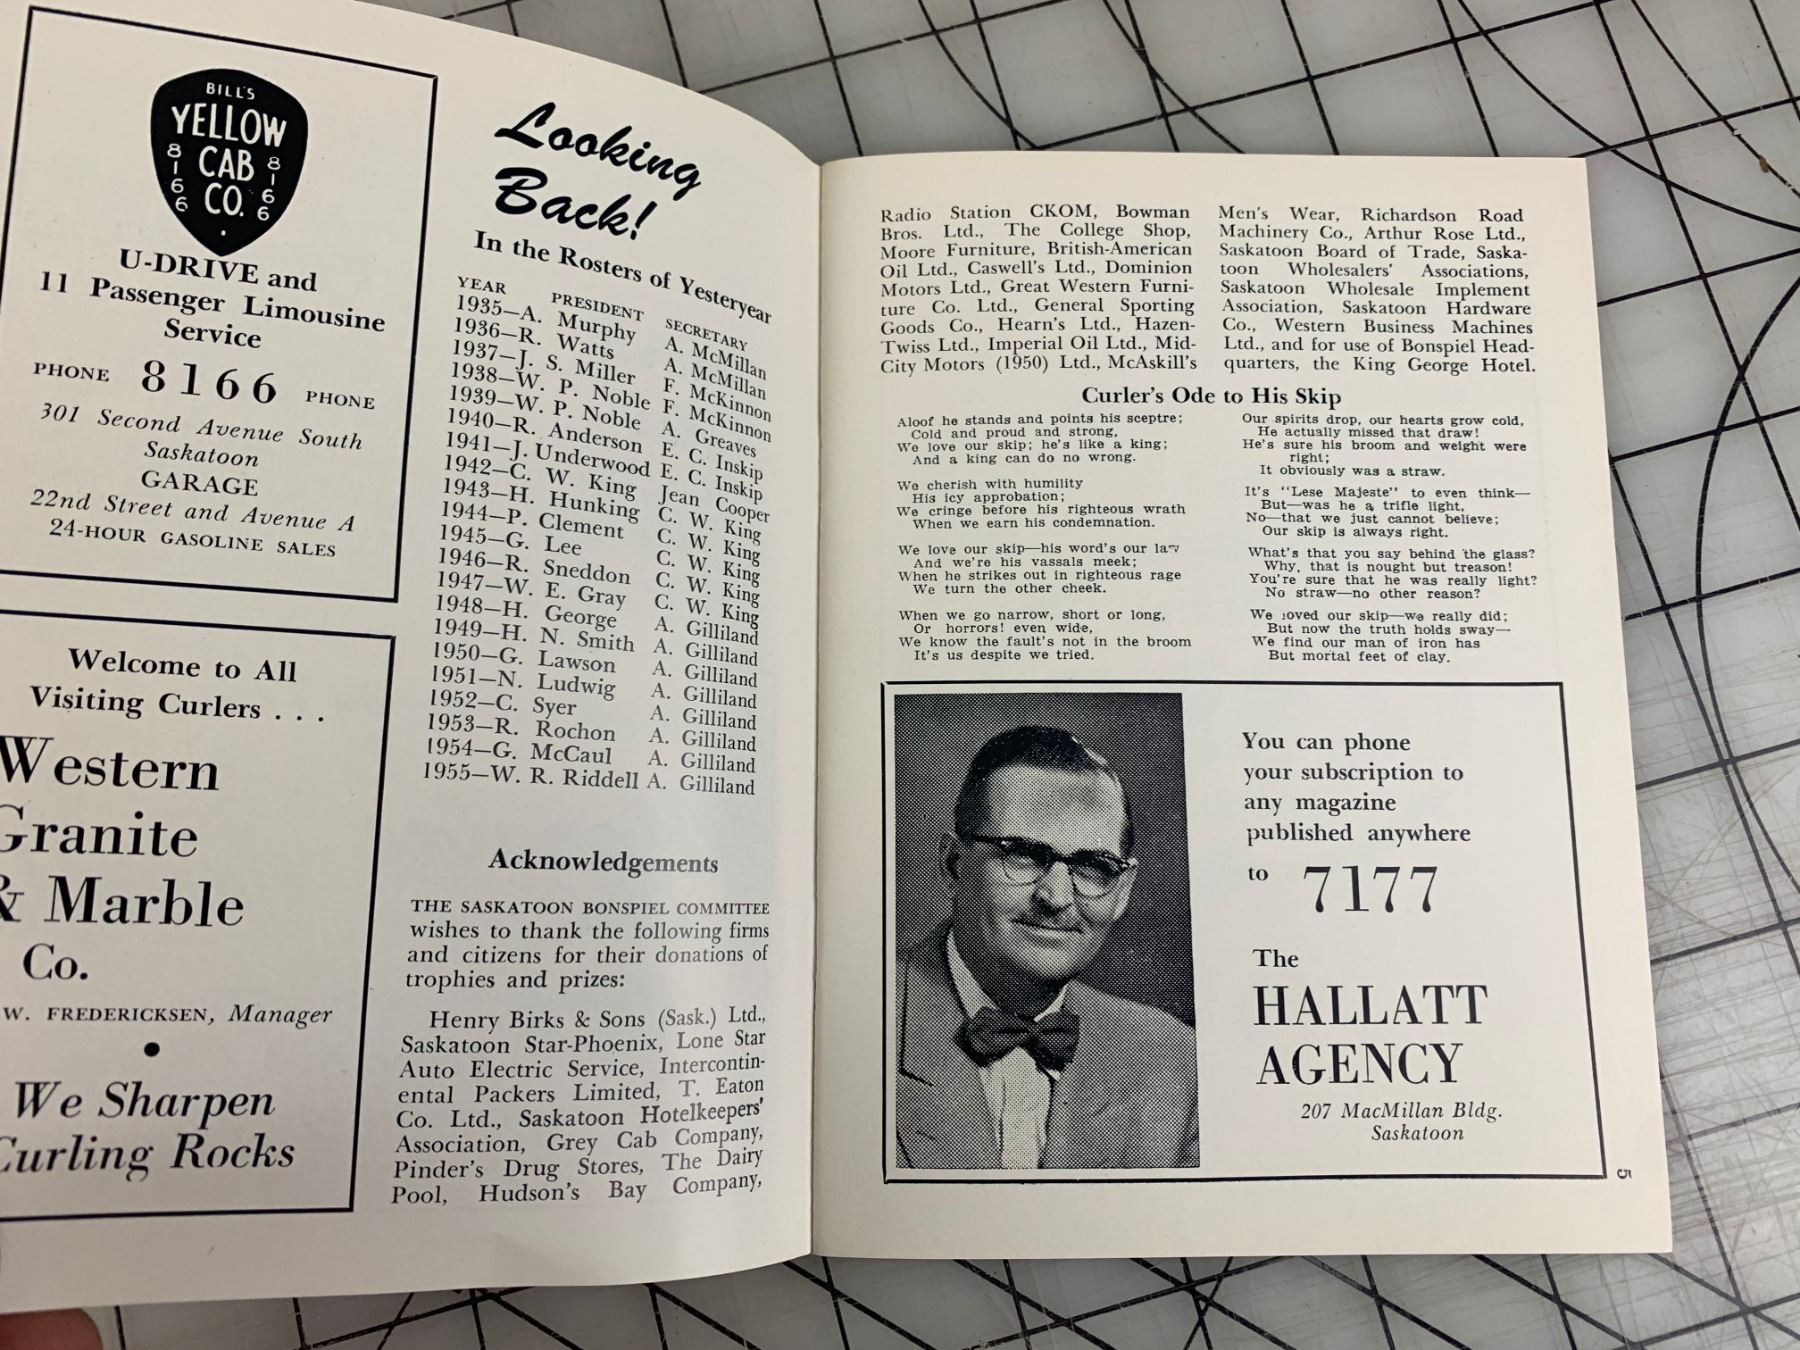 BILL'S
YELLOW
CAB
CO.
8166
8166
U-DRIVE and
11 Passenger Limousine
Service
PHONE 8166 PHONE
301 Second Avenue South
Saskatoon
GARAGE
22nd Street and Avenue A
24-HOUR GASOLINE SALES
Welcome to All
Visiting Curlers . . .
Western
Granite
& Marble
Co.
W. FREDERICKSEN, Manager
We Sharpen
Curling Rocks
Looking
Back!
In the Rosters of Yesteryear
YEAR PRESIDENT SECRETARY
1935—A. Murphy A. McMillan
1936—R. Watts A. McMillan
1937—J. S. Miller F. McKinnon
1938—W. P. Noble F. McKinnon
1939—W. P. Noble A. Greaves
1940—R. Anderson E. C. Inskip
1941—J. Underwood E. C. Inskip
1942—C. W. King Jean Cooper
1943—H. Hunking C. W. King
1944—P. Clement C. W. King
1945—G. Lee C. W. King
1946—R. Sneddon C. W. King
1947—W. E. Gray C. W. King
1948—H. George A. Gilliland
1949—H. N. Smith A. Gilliland
1950—G. Lawson A. Gilliland
1951—N. Ludwig A. Gilliland
1952—C. Syer A. Gilliland
1953—R. Rochon A. Gilliland
1954—G. McCaul A. Gilliland
1955—W. R. Riddell A. Gilliland
Acknowledgements
THE SASKATOON BONSPIEL COMMITTEE
wishes to thank the following firms
and citizens for their donations of
trophies and prizes:
Henry Birks & Sons (Sask.) Ltd.,
Saskatoon Star-Phoenix, Lone Star
Auto Electric Service, Intercontin-
ental Packers Limited, T. Eaton
Co. Ltd., Saskatoon Hotelkeepers'
Association, Grey Cab Company,
Pinder's Drug Stores, The Dairy
Pool, Hudson's Bay Company,
Radio Station CKOM, Bowman
Bros. Ltd., The College Shop,
Moore Furniture, British-American
Oil Ltd., Caswell's Ltd., Dominion
Motors Ltd., Great Western Furni-
ture Co. Ltd., General Sporting
Goods Co., Hearn's Ltd., Hazen-
Twiss Ltd., Imperial Oil Ltd., Mid-
City Motors (1950) Ltd., McAskill's
Men's Wear, Richardson Road
Machinery Co., Arthur Rose Ltd.,
Saskatoon Board of Trade, Saska-
toon Wholesalers' Associations,
Saskatoon Wholesale Implement
Association, Saskatoon Hardware
Co., Western Business Machines
Ltd., and for use of Bonspiel Head-
quarters, the King George Hotel.
Curler's Ode to His Skip
Aloof he stands and points his sceptre;
Cold and proud and strong,
We love our skip; he's like a king;
And a king can do no wrong.
We cherish with humility
His icy approbation;
We cringe before his righteous wrath
When we earn his condemnation.
We love our skip—his word's our law
And we're his vassals meek;
When he strikes out in righteous rage
We turn the other cheek.
When we go narrow, short or long,
Or horrors! even wide,
We know the fault's not in the broom
It's us despite we tried.
Our spirits drop, our hearts grow cold,
He actually missed that draw!
He's sure his broom and weight were
right;
It obviously was a straw.
It's "Lese Majeste" to even think—
But—was he a trifle light,
No—that we just cannot believe;
Our skip is always right.
What's that you say behind the glass?
Why, that is nought but treason!
You're sure that he was really light?
No straw—no other reason?
We loved our skip—we really did;
But now the truth holds sway—
We find our man of iron has
But mortal feet of clay.
You can phone
your subscription to
any magazine
published anywhere
to 7177
The
HALLATT
AGENCY
207 MacMillan Bldg.
Saskatoon
5